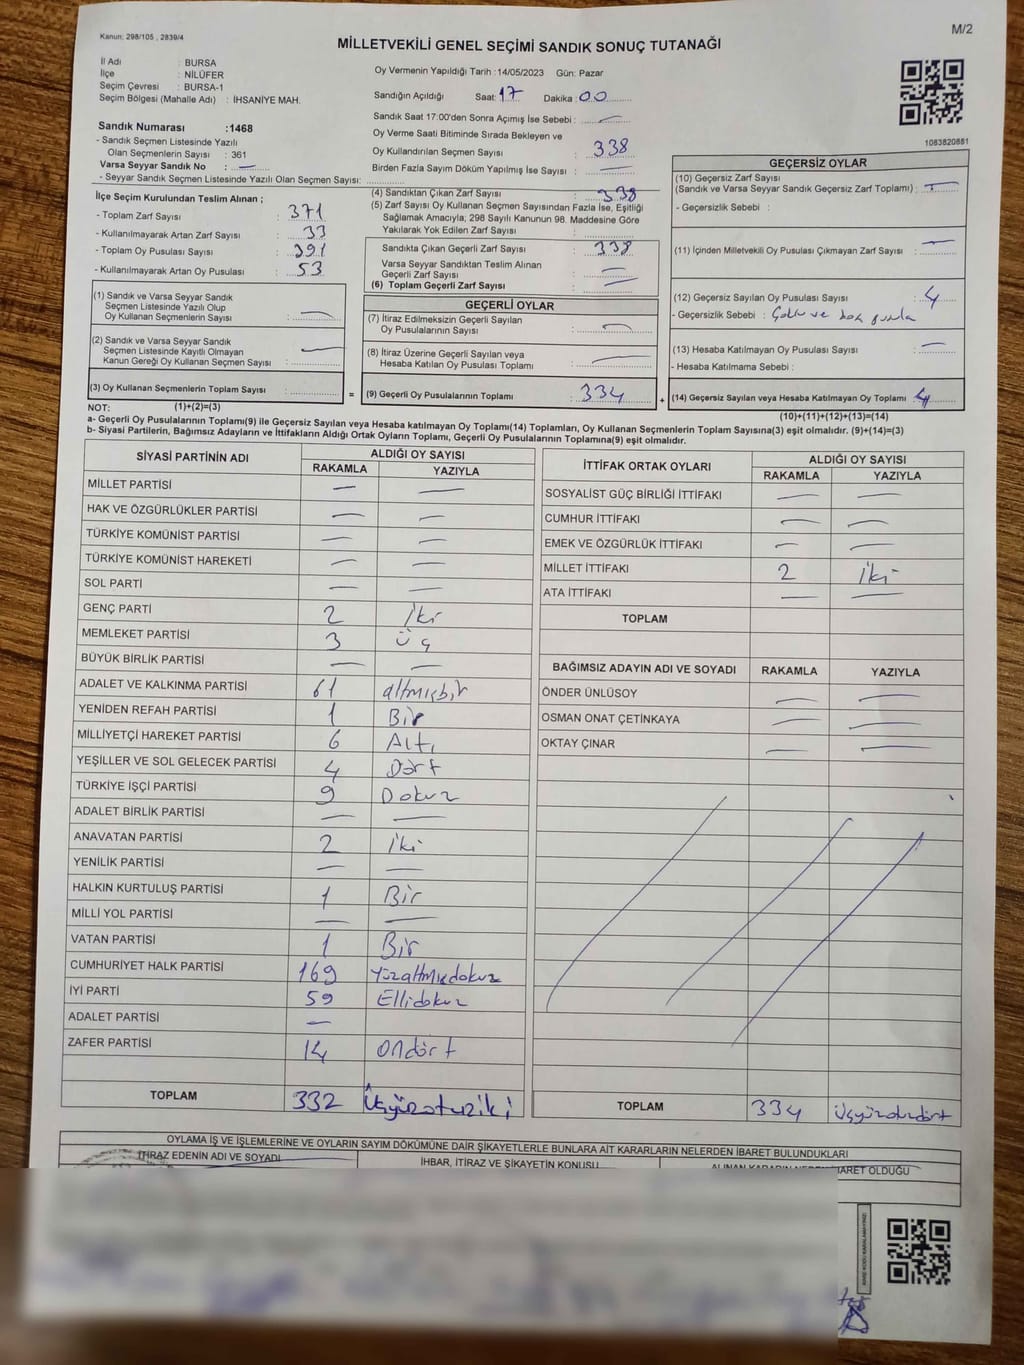 Kanun: 298/105 , 2839/4
M/2
MİLLETVEKİLİ GENEL SEÇİMİ SANDIK SONUÇ TUTANAĞI
İl Adı : BURSA
İlçe : NİLÜFER
Seçim Çevresi : BURSA-1
Seçim Bölgesi (Mahalle Adı) : İHSANİYE MAH.
Oy Vermenin Yapıldığı Tarih :14/05/2023 Gün: Pazar
Sandığın Açıldığı Saat: 17 Dakika: 00
Sandık Saat 17:00'den Sonra Açımış İse Sebebi : —
Oy Verme Saati Bitiminde Sırada Bekleyen ve
Oy Kullandırılan Seçmen Sayısı : 338
Birden Fazla Sayım Döküm Yapılmış İse Sayısı : —
1083820881
Sandık Numarası :1468
- Sandık Seçmen Listesinde Yazılı
Olan Seçmenlerin Sayısı : 361
Varsa Seyyar Sandık No : —
- Seyyar Sandık Seçmen Listesinde Yazılı Olan Seçmen Sayısı:
İlçe Seçim Kurulundan Teslim Alınan ;
- Toplam Zarf Sayısı : 371
- Kullanılmayarak Artan Zarf Sayısı : 33
- Toplam Oy Pusulası Sayısı : 391
- Kullanılmayarak Artan Oy Pusulası : 53
(4) Sandıktan Çıkan Zarf Sayısı : 338
(5) Zarf Sayısı Oy Kullanan Seçmen Sayısından Fazla İse, Eşitliği
Sağlamak Amacıyla; 298 Sayılı Kanunun 98. Maddesine Göre
Yakılarak Yok Edilen Zarf Sayısı :
Sandıkta Çıkan Geçerli Zarf Sayısı : 338
Varsa Seyyar Sandıktan Teslim Alınan
Geçerli Zarf Sayısı : —
(6) Toplam Geçerli Zarf Sayısı : —
GEÇERSİZ OYLAR
(10) Geçersiz Zarf Sayısı
(Sandık ve Varsa Seyyar Sandık Geçersiz Zarf Toplamı) : —
- Geçersizlik Sebebi :
(11) İçinden Milletvekili Oy Pusulası Çıkmayan Zarf Sayısı : —
(12) Geçersiz Sayılan Oy Pusulası Sayısı : 4
- Geçersizlik Sebebi :
(13) Hesaba Katılmayan Oy Pusulası Sayısı : —
- Hesaba Katılmama Sebebi :
(14) Geçersiz Sayılan veya Hesaba Katılmayan Oy Toplamı : 4
(10)+(11)+(12)+(13)=(14)
(1) Sandık ve Varsa Seyyar Sandık
Seçmen Listesinde Yazılı Olup
Oy Kullanan Seçmenlerin Sayısı : —
(2) Sandık ve Varsa Seyyar Sandık
Seçmen Listesinde Kayıtlı Olmayan
Kanun Gereği Oy Kullanan Seçmen Sayısı : —
(3) Oy Kullanan Seçmenlerin Toplam Sayısı :
=
GEÇERLİ OYLAR
(7) İtiraz Edilmeksizin Geçerli Sayılan
Oy Pusulalarının Sayısı : —
(8) İtiraz Üzerine Geçerli Sayılan veya
Hesaba Katılan Oy Pusulası Toplamı : —
(9) Geçerli Oy Pusulalarının Toplamı : 334
+
NOT: (1)+(2)=(3)
a- Geçerli Oy Pusulalarının Toplamı(9) ile Geçersiz Sayılan veya Hesaba katılmayan Oy Toplamı(14) Toplamları, Oy Kullanan Seçmenlerin Toplam Sayısına(3) eşit olmalıdır. (9)+(14)=(3)
b- Siyasi Partilerin, Bağımsız Adayların ve İttifakların Aldığı Ortak Oyların Toplamı, Geçerli Oy Pusulalarının Toplamına(9) eşit olmalıdır.
SİYASİ PARTİNİN ADI ALDIĞI OY SAYISI
RAKAMLA YAZIYLA
MİLLET PARTİSİ — —
HAK VE ÖZGÜRLÜKLER PARTİSİ — —
TÜRKİYE KOMÜNİST PARTİSİ — —
TÜRKİYE KOMÜNİST HAREKETİ — —
SOL PARTİ — —
GENÇ PARTİ 2 İki
MEMLEKET PARTİSİ 3 Üç
BÜYÜK BİRLİK PARTİSİ — —
ADALET VE KALKINMA PARTİSİ 61 altmışbir
YENİDEN REFAH PARTİSİ 1 Bir
MİLLİYETÇİ HAREKET PARTİSİ 6 Altı
YEŞİLLER VE SOL GELECEK PARTİSİ 4 Dört
TÜRKİYE İŞÇİ PARTİSİ 9 Dokuz
ADALET BİRLİK PARTİSİ — —
ANAVATAN PARTİSİ 2 İki
YENİLİK PARTİSİ — —
HALKIN KURTULUŞ PARTİSİ 1 Bir
MİLLİ YOL PARTİSİ — —
VATAN PARTİSİ 1 Bir
CUMHURİYET HALK PARTİSİ 169 Yüzaltmışdokuz
İYİ PARTİ 59 Ellidokuz
ADALET PARTİSİ —
ZAFER PARTİSİ 14 Ondört
TOPLAM 332 Üçyüzotuziki
İTTİFAK ORTAK OYLARI ALDIĞI OY SAYISI
RAKAMLA YAZIYLA
SOSYALİST GÜÇ BİRLİĞİ İTTİFAKI — —
CUMHUR İTTİFAKI — —
EMEK VE ÖZGÜRLÜK İTTİFAKI — —
MİLLET İTTİFAKI 2 İki
ATA İTTİFAKI — —
TOPLAM
BAĞIMSIZ ADAYIN ADI VE SOYADI RAKAMLA YAZIYLA
ÖNDER ÜNLÜSOY — —
OSMAN ONAT ÇETİNKAYA — —
OKTAY ÇINAR — —
TOPLAM 334
OYLAMA İŞ VE İŞLEMLERİNE VE OYLARIN SAYIM DÖKÜMÜNE DAİR ŞİKAYETLERLE BUNLARA AİT KARARLARIN NELERDEN İBARET BULUNDUKLARI
İTİRAZ EDENİN ADI VE SOYADI İHBAR, İTİRAZ VE ŞİKAYETİN KONUSU ALINAN KARARIN NEDEN İBARET OLDUĞU